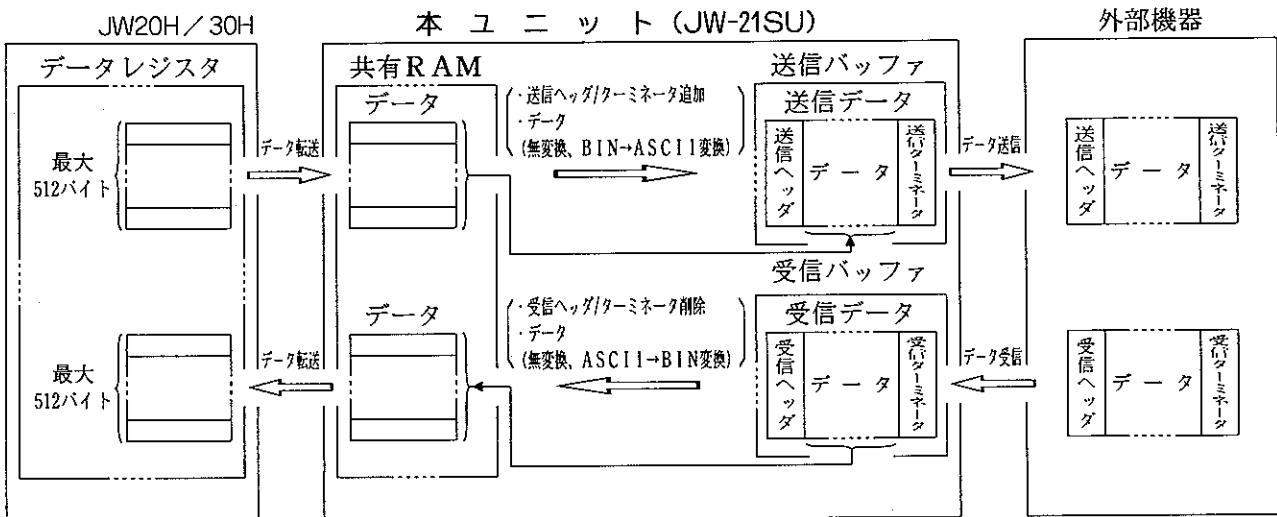 JW20H／30H
本ユニット(JW-21SU)
外部機器
データレジスタ
共有RAM
送信バッファ
データ
・送信ヘッダ/ターミネータ追加
・データ
(無変換、BIN→ASCII変換)
送信データ
最大
512バイト
データ転送
送信ヘッダ
データ
送信ターミネータ
データ送信
送信ヘッダ
データ
送信ターミネータ
受信バッファ
データ
・受信ヘッダ/ターミネータ削除
・データ
(無変換、ASCII→BIN変換)
受信データ
最大
512バイト
データ転送
受信ヘッダ
データ
受信ターミネータ
データ受信
受信ヘッダ
データ
受信ターミネータ